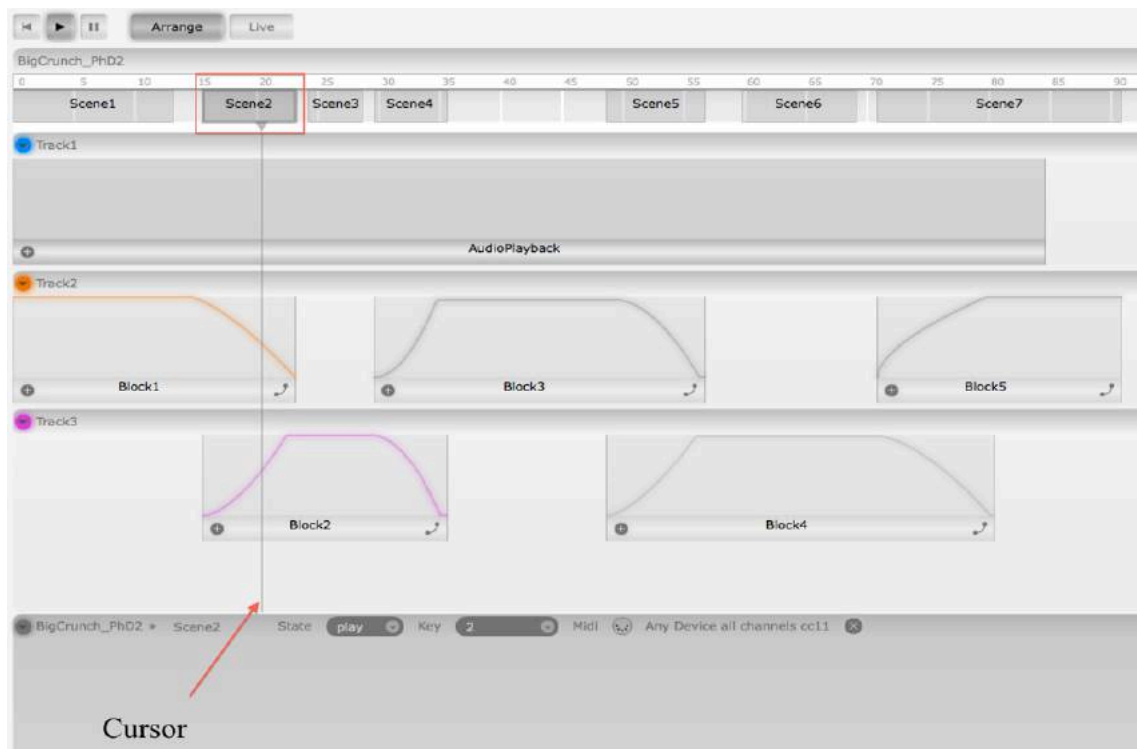 Arrange Live
BigCrunch_PhD2
0 5 10 15 20 25 30 35 40 45 50 55 60 65 70 75 80 85 90
Scene1 Scene2 Scene3 Scene4 Scene5 Scene6 Scene7
Track1
AudioPlayback
Track2
Block1 Block3 Block5
Track3
Block2 Block4
BigCrunch_PhD2 • Scene2 State play Key 2 Midi Any Device all channels cc11
Cursor